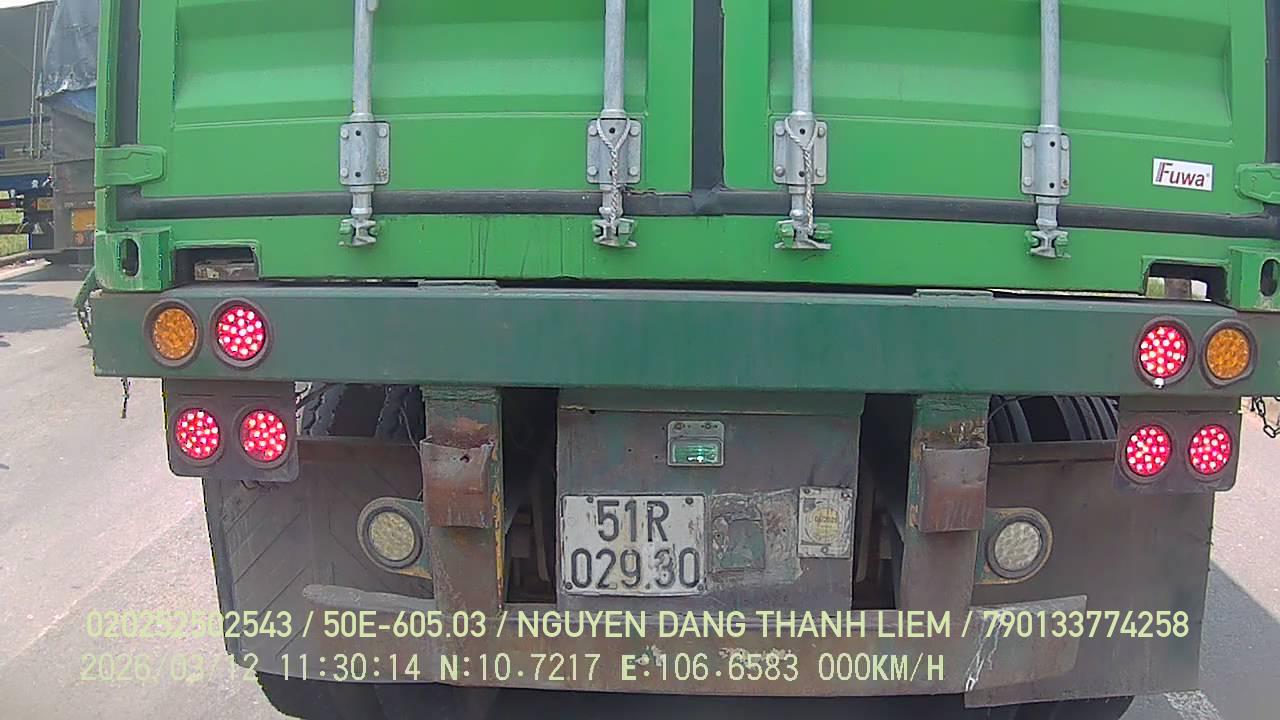 Fuwa
51R
029.30
020252502543 / 50E-605.03 / NGUYEN DANG THANH LIEM / 790133774258
2026/03/12 11:30:14 N:10.7217 E:106.6583 000KM/H